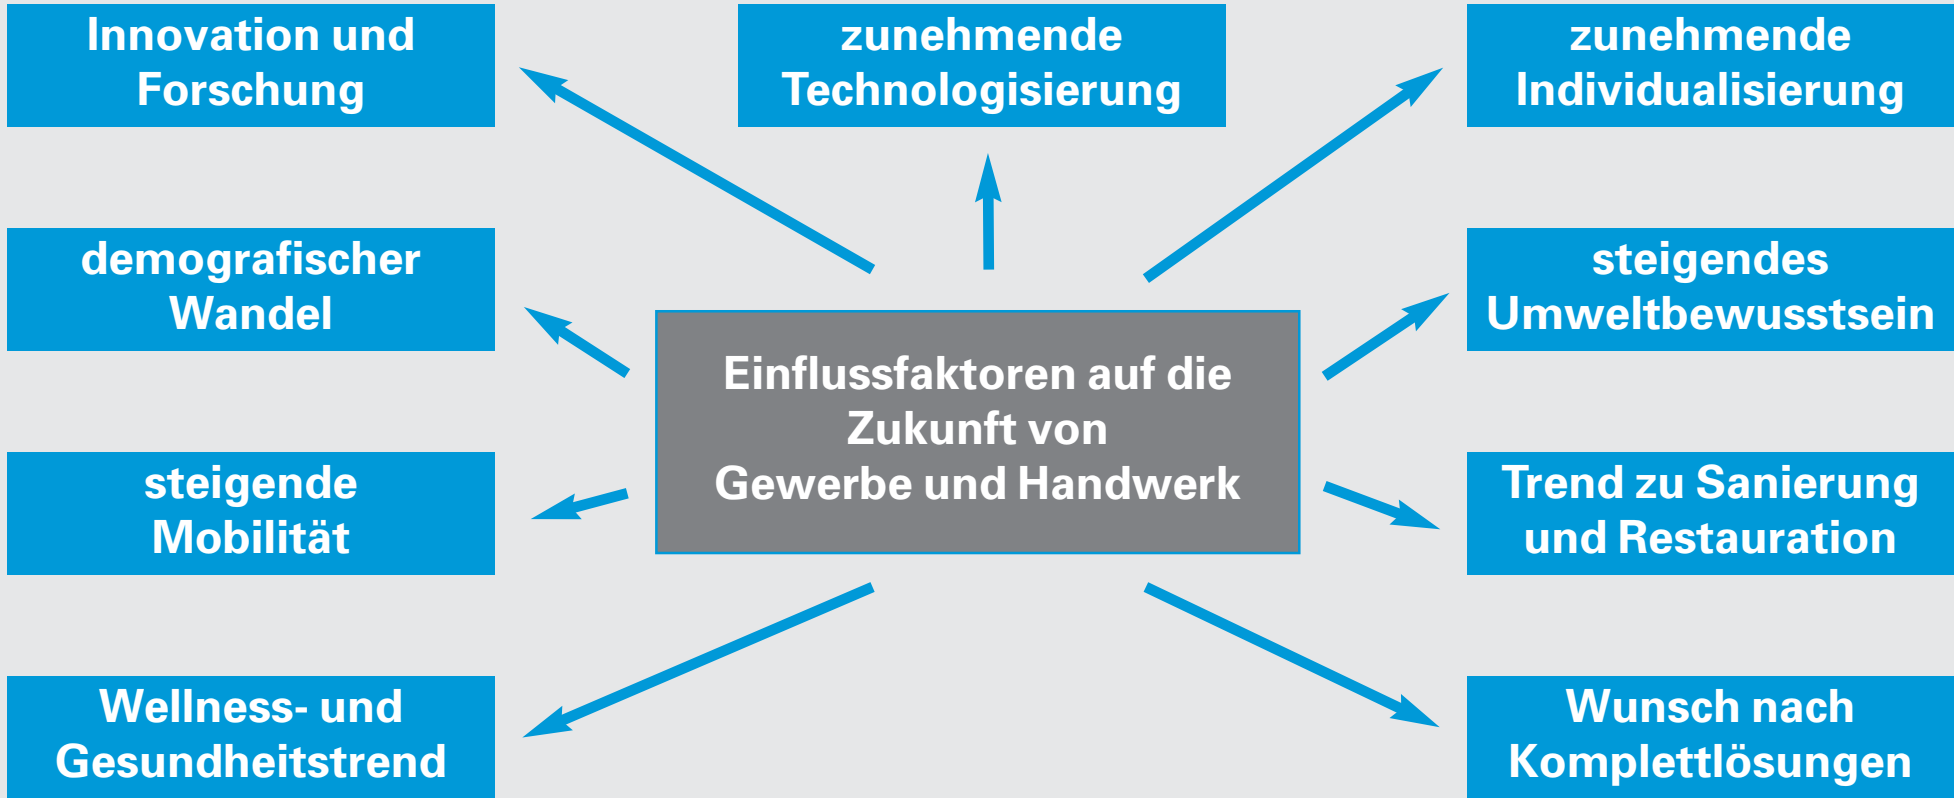 Innovation und
Forschung
zunehmende
Technologisierung
zunehmende
Individualisierung
demografischer
Wandel
steigendes
Umweltbewusstsein
Einflussfaktoren auf die
Zukunft von
Gewerbe und Handwerk
steigende
Mobilität
Trend zu Sanierung
und Restauration
Wellness- und
Gesundheitstrend
Wunsch nach
Komplettlösungen